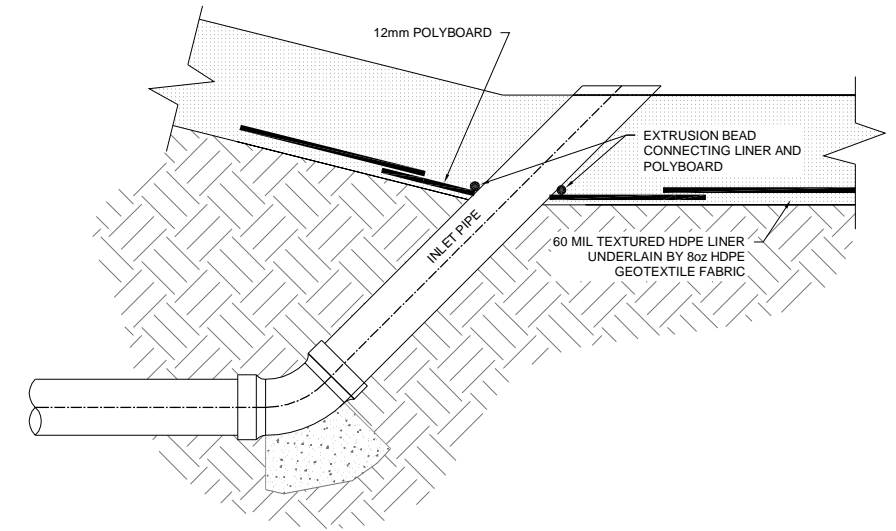 12mm POLYBOARD
EXTRUSION BEAD
CONNECTING LINER AND
POLYBOARD
INLET PIPE
60 MIL TEXTURED HDPE LINER
UNDERLAIN BY 8oz HDPE
GEOTEXTILE FABRIC